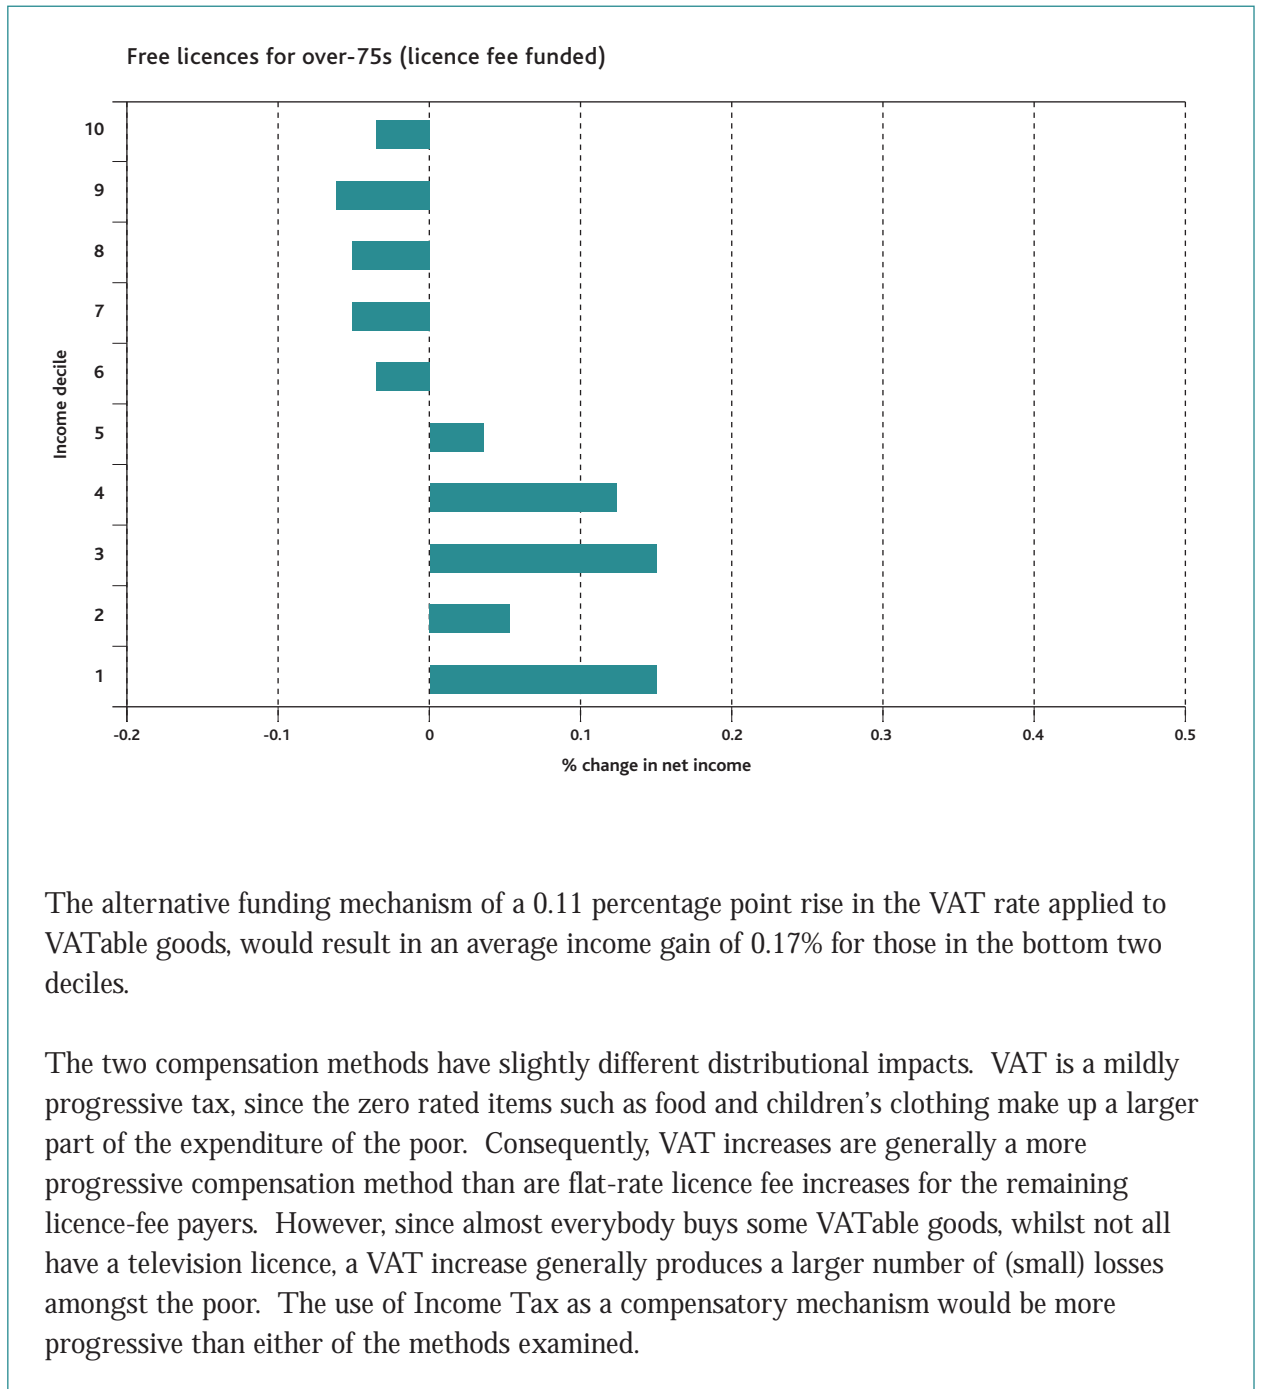 Free licences for over-75s (licence fee funded)
10
9
8
7
6
5
4
3
2
1
Income decile
-0.2 -0.1 0 0.1 0.2 0.3 0.4 0.5
% change in net income
The alternative funding mechanism of a 0.11 percentage point rise in the VAT rate applied to
VATable goods, would result in an average income gain of 0.17% for those in the bottom two
deciles.
The two compensation methods have slightly different distributional impacts.  VAT is a mildly
progressive tax, since the zero rated items such as food and children’s clothing make up a larger
part of the expenditure of the poor.  Consequently, VAT increases are generally a more
progressive compensation method than are flat-rate licence fee increases for the remaining
licence-fee payers.  However, since almost everybody buys some VATable goods, whilst not all
have a television licence, a VAT increase generally produces a larger number of (small) losses
amongst the poor.  The use of Income Tax as a compensatory mechanism would be more
progressive than either of the methods examined.